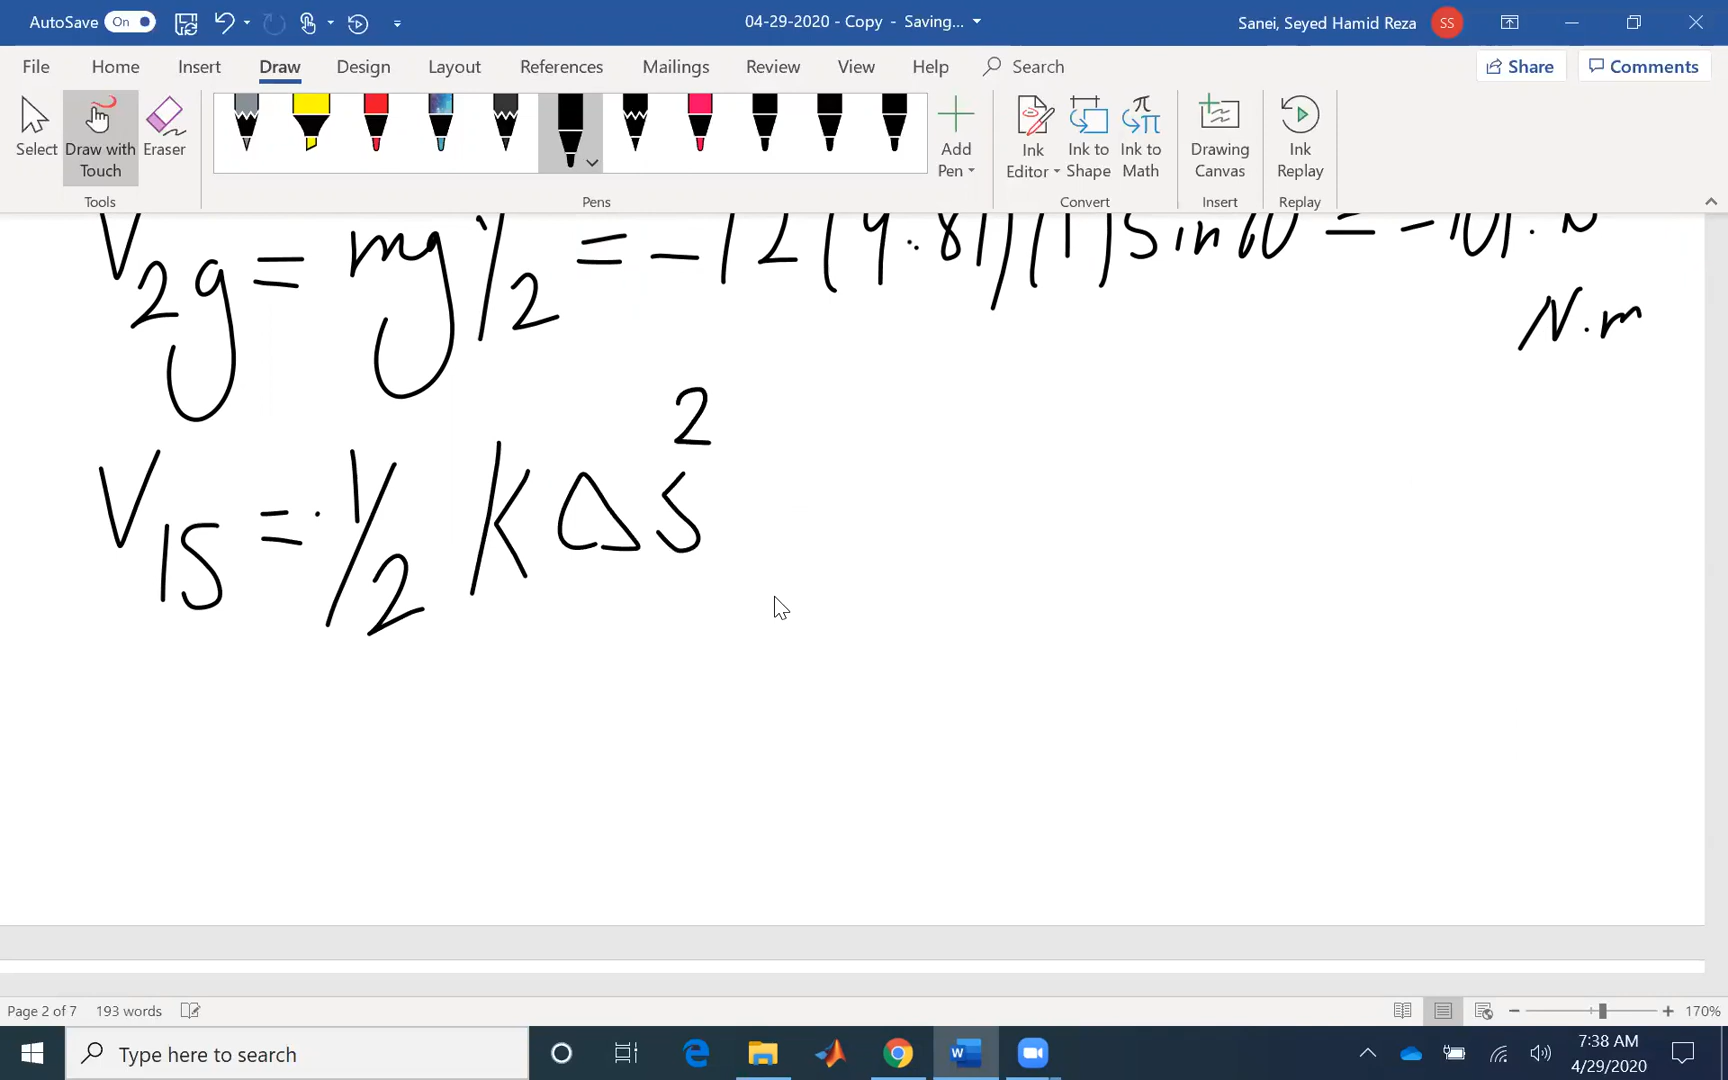 AutoSave On 04-29-2020 - Copy - Saving... Sanei, Seyed Hamid Reza SS
File Home Insert Draw Design Layout References Mailings Review View Help Search Share Comments
Select Draw with Touch Eraser Add Pen Ink Editor Ink to Shape Ink to Math Drawing Canvas Ink Replay
Tools Pens Convert Insert Replay
V2g = mgy2 = -12(9.81)(1)sin60 = -101.
N.m
V1S = 1/2 KΔS²
Page 2 of 7 193 words 170%
Type here to search 7:38 AM
4/29/2020